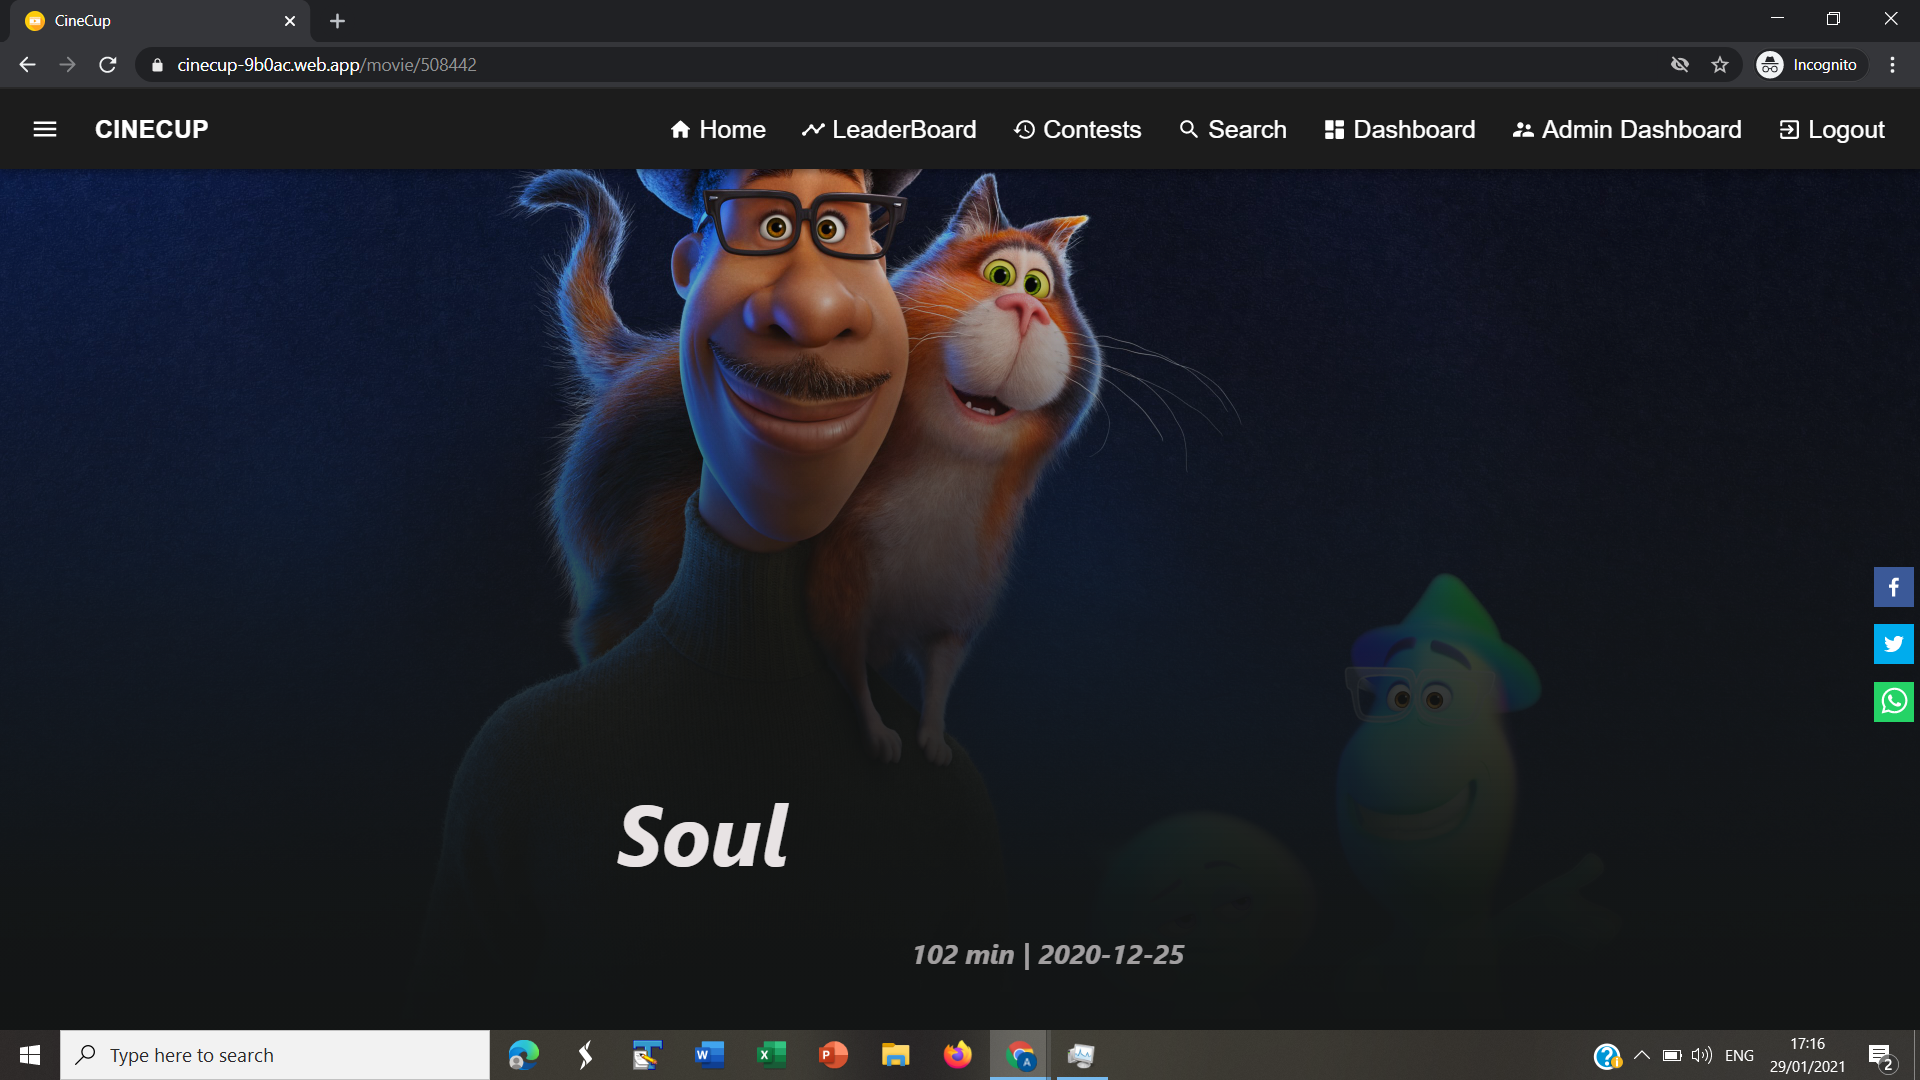 CineCup
cinecup-9b0ac.web.app/movie/508442
Incognito
CINECUP
Home
LeaderBoard
Contests
Search
Dashboard
Admin Dashboard
Logout
Soul
102 min | 2020-12-25
Type here to search
W
X
P
A
ENG
17:16
29/01/2021
2